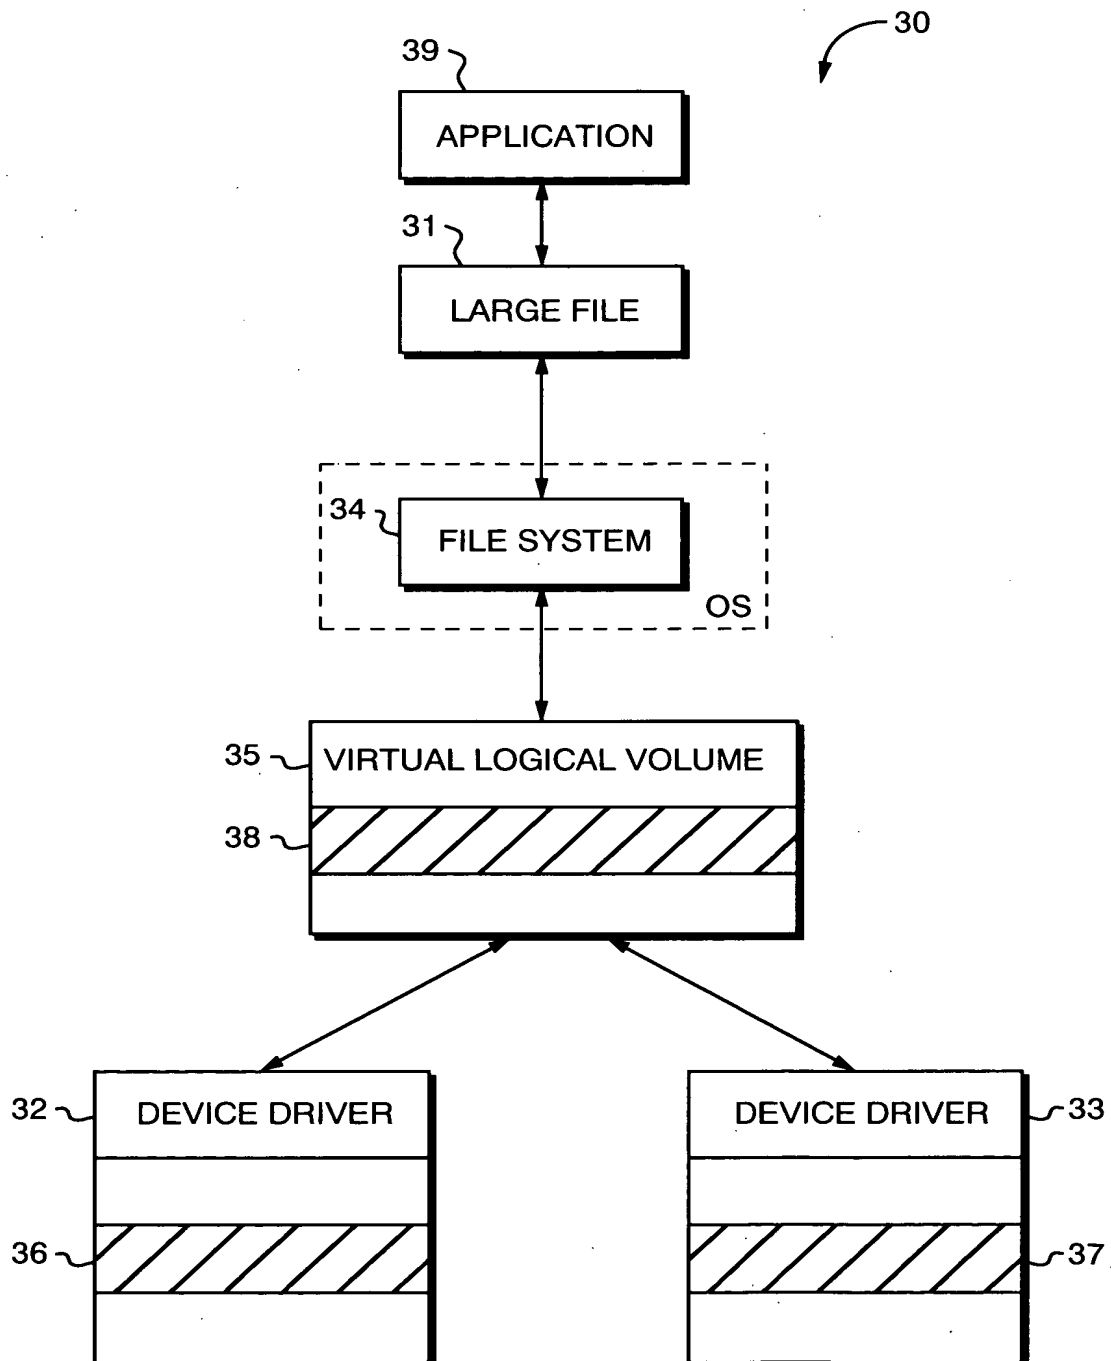 30
39
APPLICATION
31
LARGE FILE
34
FILE SYSTEM
OS
35
VIRTUAL LOGICAL VOLUME
38
32
DEVICE DRIVER
DEVICE DRIVER
33
36
37